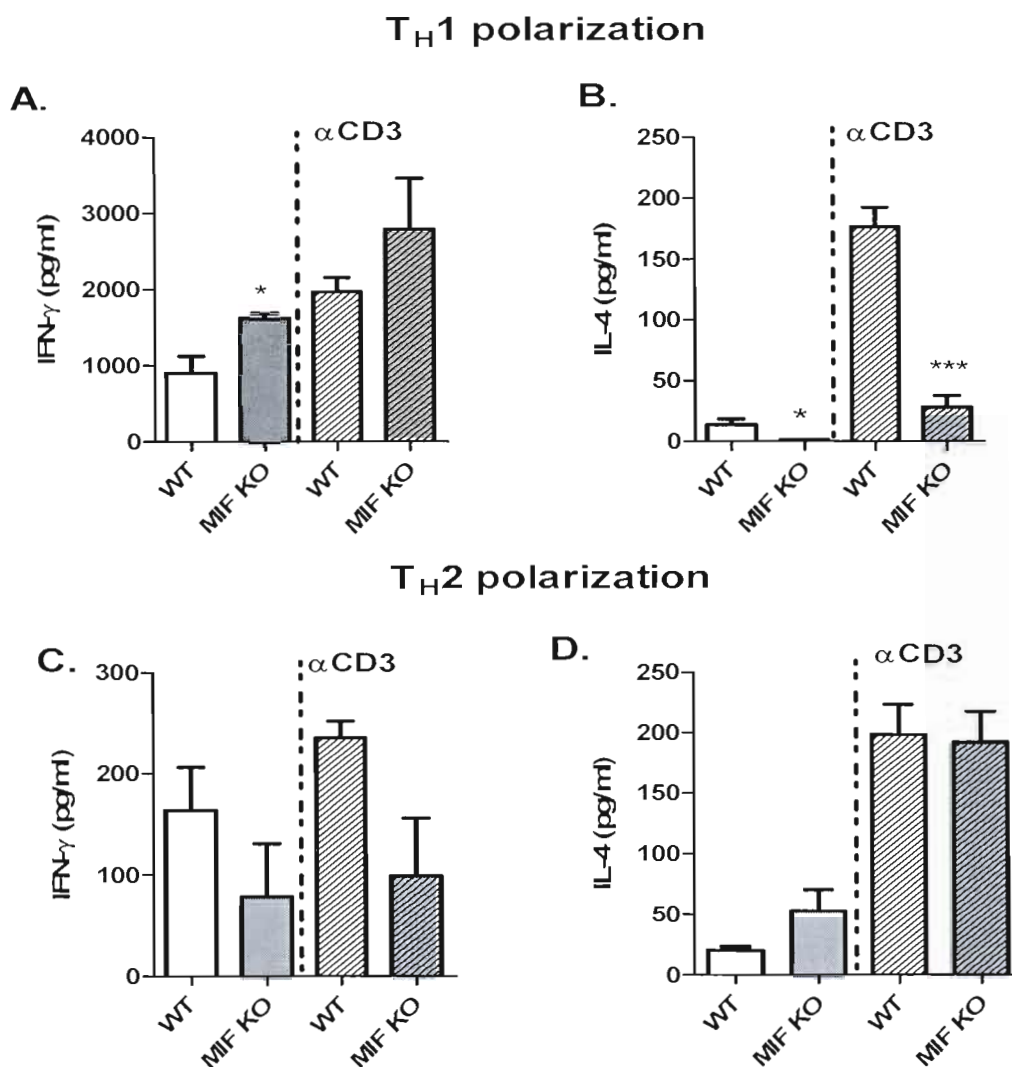 T_H1 polarization
A.
αCD3
IFN-γ (pg/ml)
4000
3000
2000
1000
0
*
WT
MIF KO
WT
MIF KO
B.
αCD3
IL-4 (pg/ml)
250
200
150
100
50
0
*
***
WT
MIF KO
WT
MIF KO
T_H2 polarization
C.
αCD3
IFN-γ (pg/ml)
300
200
100
0
WT
MIF KO
WT
MIF KO
D.
αCD3
IL-4 (pg/ml)
250
200
150
100
50
0
WT
MIF KO
WT
MIF KO